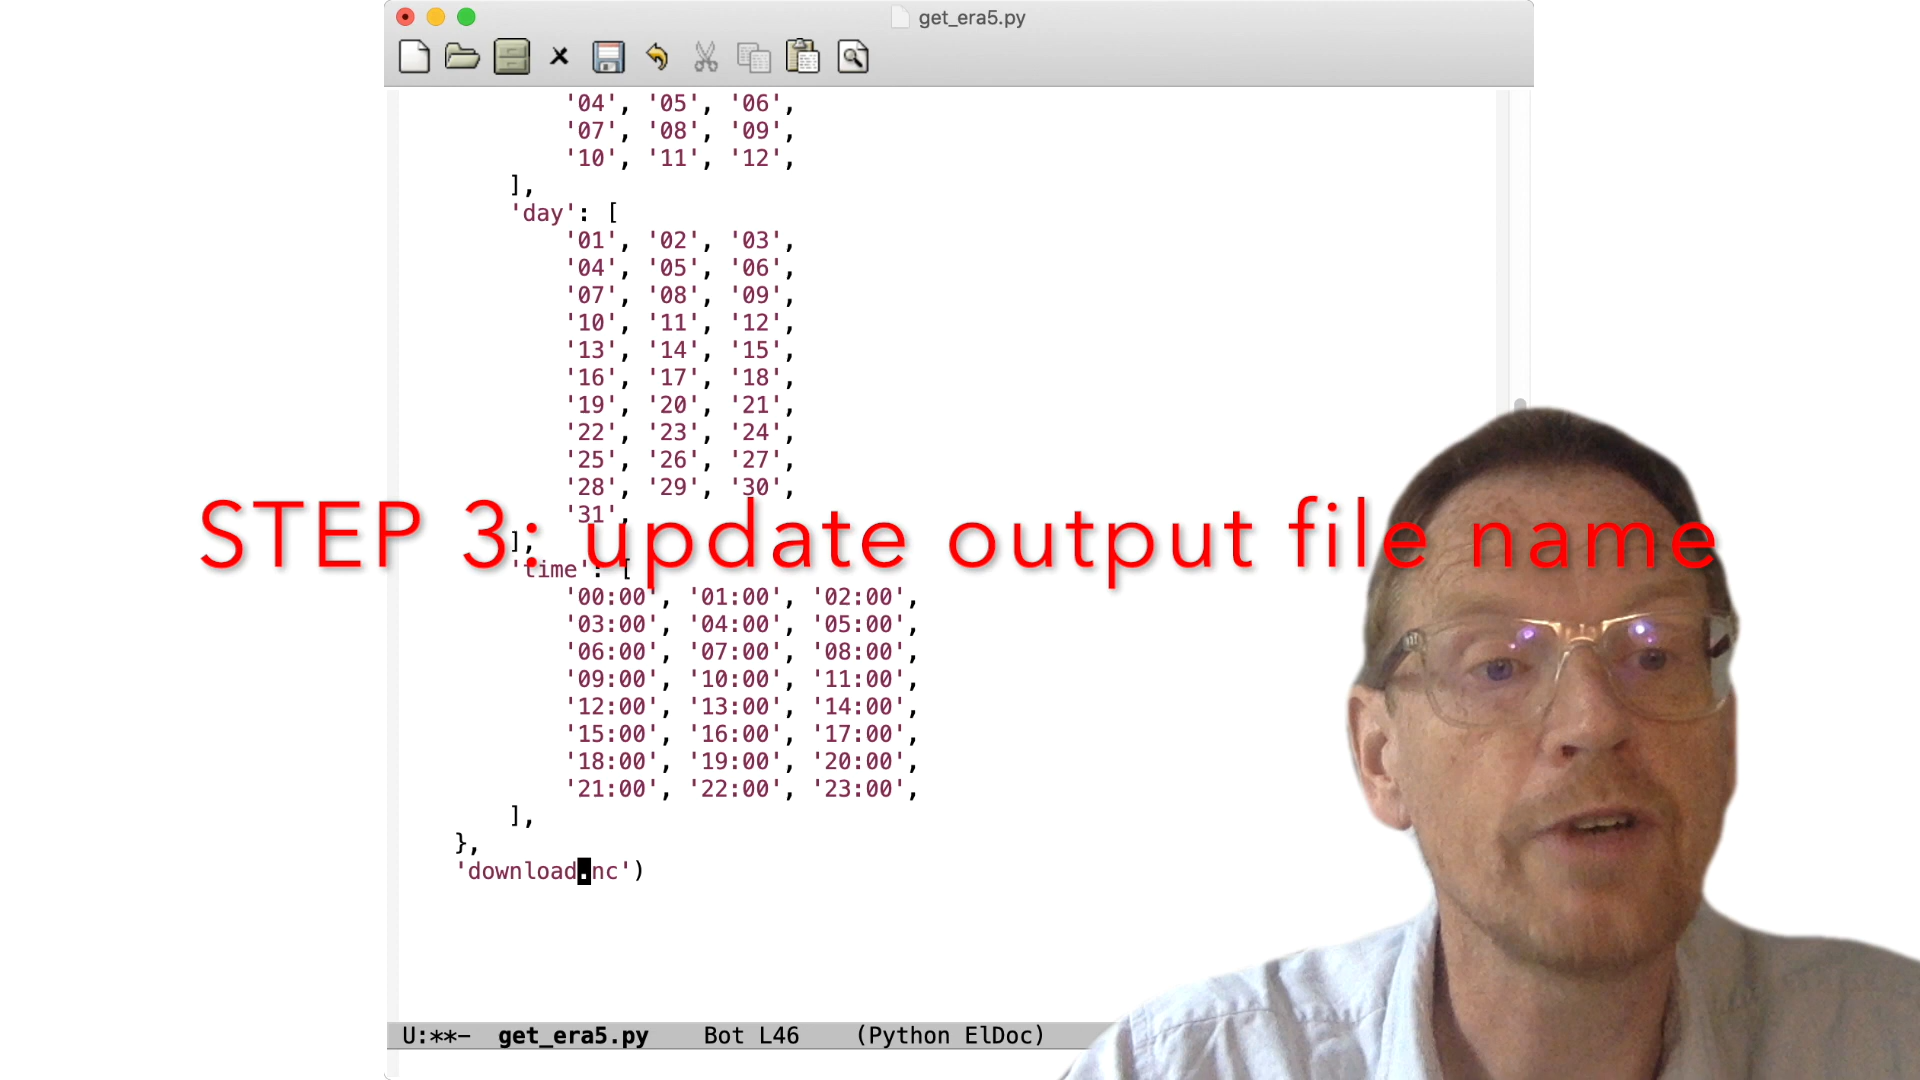 get_era5.py
'04', '05', '06',
'07', '08', '09',
'10', '11', '12',
],
'day': [
'01', '02', '03',
'04', '05', '06',
'07', '08', '09',
'10', '11', '12',
'13', '14', '15',
'16', '17', '18',
'19', '20', '21',
'22', '23', '24',
'25', '26', '27',
'28', '29', '30',
'31',
STEP 3: update output file name
],
'time': [
'00:00', '01:00', '02:00',
'03:00', '04:00', '05:00',
'06:00', '07:00', '08:00',
'09:00', '10:00', '11:00',
'12:00', '13:00', '14:00',
'15:00', '16:00', '17:00',
'18:00', '19:00', '20:00',
'21:00', '22:00', '23:00',
],
},
'download.nc')
U:**- get_era5.py Bot L46 (Python ElDoc)